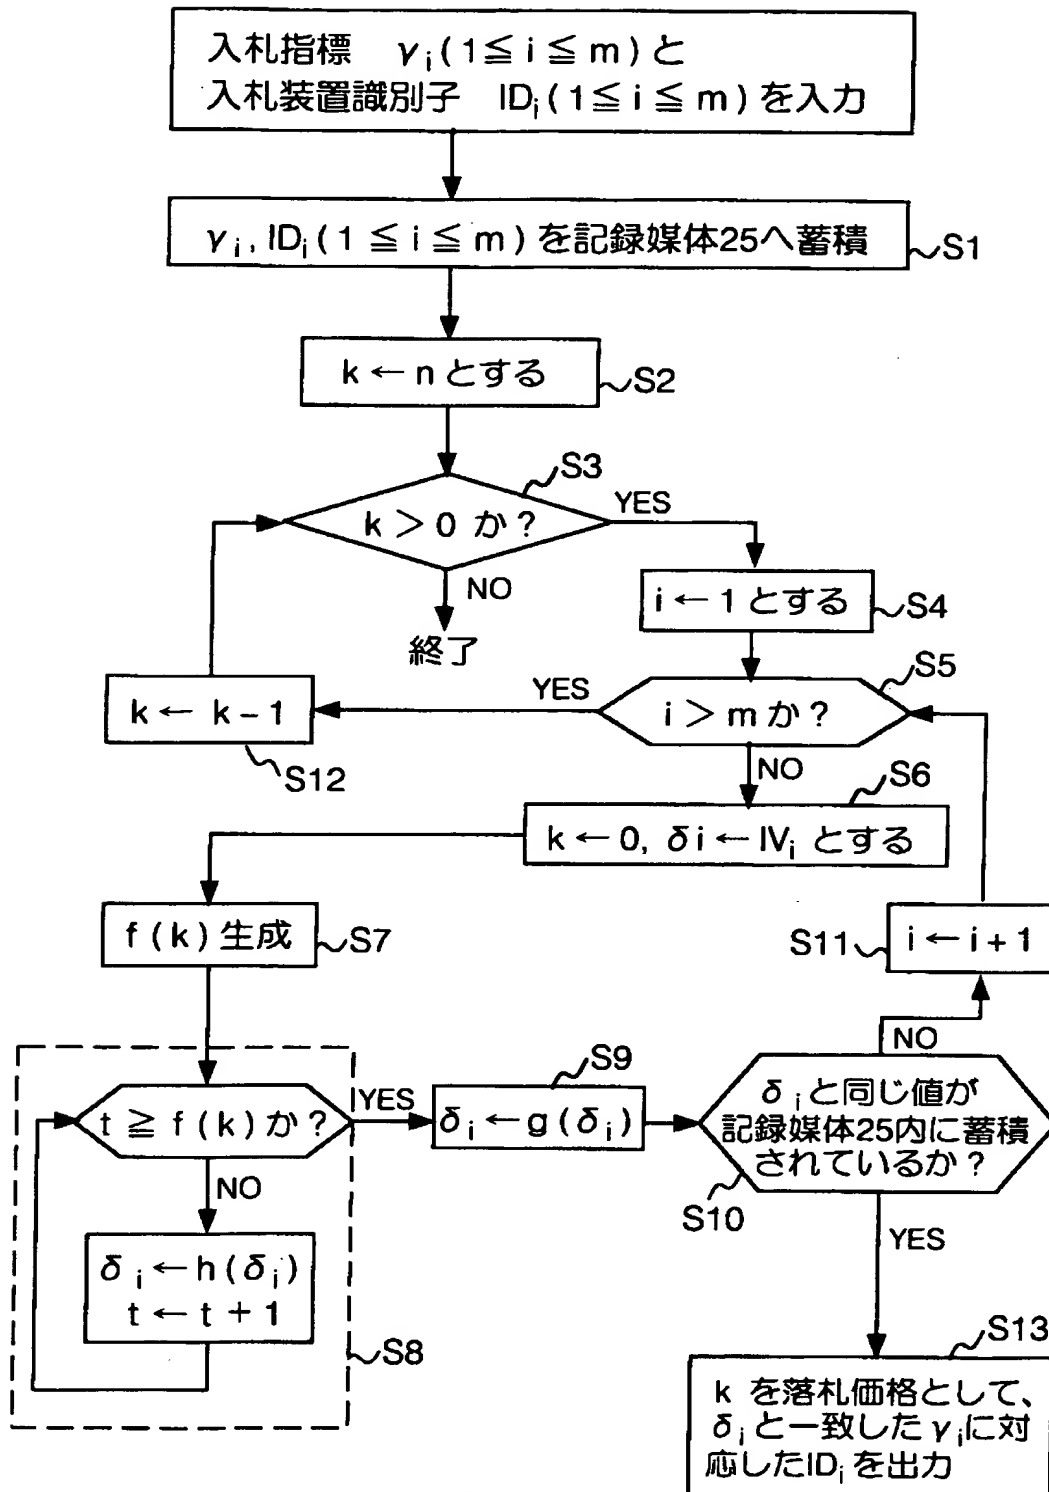 入札指標 γi(1≦i≦m)と
入札装置識別子 IDi(1≦i≦m)を入力
γi, IDi(1≦i≦m)を記録媒体25へ蓄積
S1
k←nとする
S2
S3
k>0か?
YES
NO
終了
i←1とする
S4
S5
i>mか?
YES
NO
k←k-1
S12
S6
k←0, δi←IViとする
f(k)生成
S7
S11
i←i+1
NO
t≧f(k)か?
YES
NO
δi←h(δi)
t←t+1
S8
S9
δi←g(δi)
δiと同じ値が
記録媒体25内に蓄積
されているか?
S10
YES
S13
kを落札価格として、
δiと一致したγiに対
応したIDiを出力